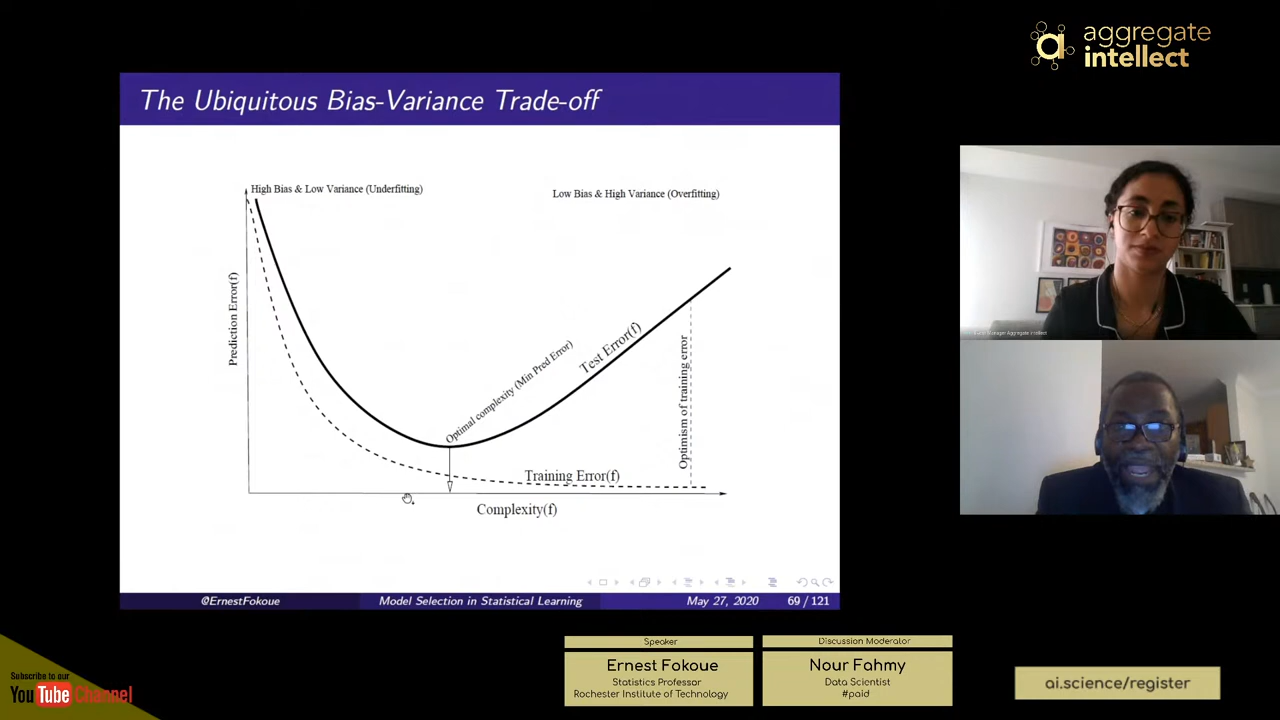 aggregate
intellect
The Ubiquitous Bias-Variance Trade-off
High Bias & Low Variance (Underfitting)
Low Bias & High Variance (Overfitting)
Prediction Error(f)
Optimal complexity (Min Pred Error)
Test Error(f)
Optimism of training error
Training Error(f)
Complexity(f)
@ErnestFokoue
Model Selection in Statistical Learning
May 27, 2020
69 / 121
Speaker
Ernest Fokoue
Statistics Professor
Rochester Institute of Technology
Discussion Moderator
Nour Fahmy
Data Scientist
#paid
Subscribe to our
YouTube Channel
ai.science/register